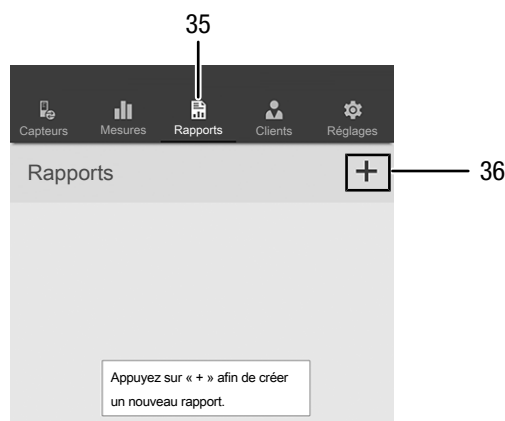 35
Capteurs Mesures Rapports Clients Réglages
Rapports
+
36
Appuyez sur « + » afin de créer
un nouveau rapport.